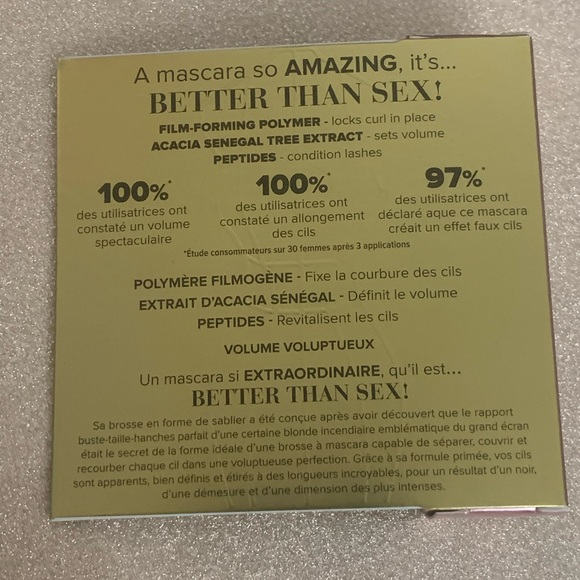 A mascara so AMAZING, it's...
BETTER THAN SEX!
FILM-FORMING POLYMER - locks curl in place
ACACIA SENEGAL TREE EXTRACT - sets volume
PEPTIDES - condition lashes
100%* 100%* 97%*
des utilisatrices ont des utilisatrices ont des utilisatrices ont
constaté un volume constaté un allongement déclaré aque ce mascara
spectaculaire des cils créait un effet faux cils
*Étude consommateurs sur 30 femmes après 3 applications
POLYMÈRE FILMOGÈNE - Fixe la courbure des cils
EXTRAIT D'ACACIA SÉNÉGAL - Définit le volume
PEPTIDES - Revitalisent les cils
VOLUME VOLUPTUEUX
Un mascara si EXTRAORDINAIRE, qu'il est...
BETTER THAN SEX!
Sa brosse en forme de sablier a été conçue après avoir découvert que le rapport
buste-taille-hanches parfait d'une certaine blonde incendiaire emblématique du grand écran
était le secret de la forme idéale d'une brosse à mascara capable de séparer, couvrir et
recourber chaque cil dans une voluptueuse perfection. Grâce à sa formule primée, vos cils
sont apparents, bien définis et étirés à des longueurs incroyables, pour un résultat d'un noir,
d'une démesure et d'une dimension des plus intenses.